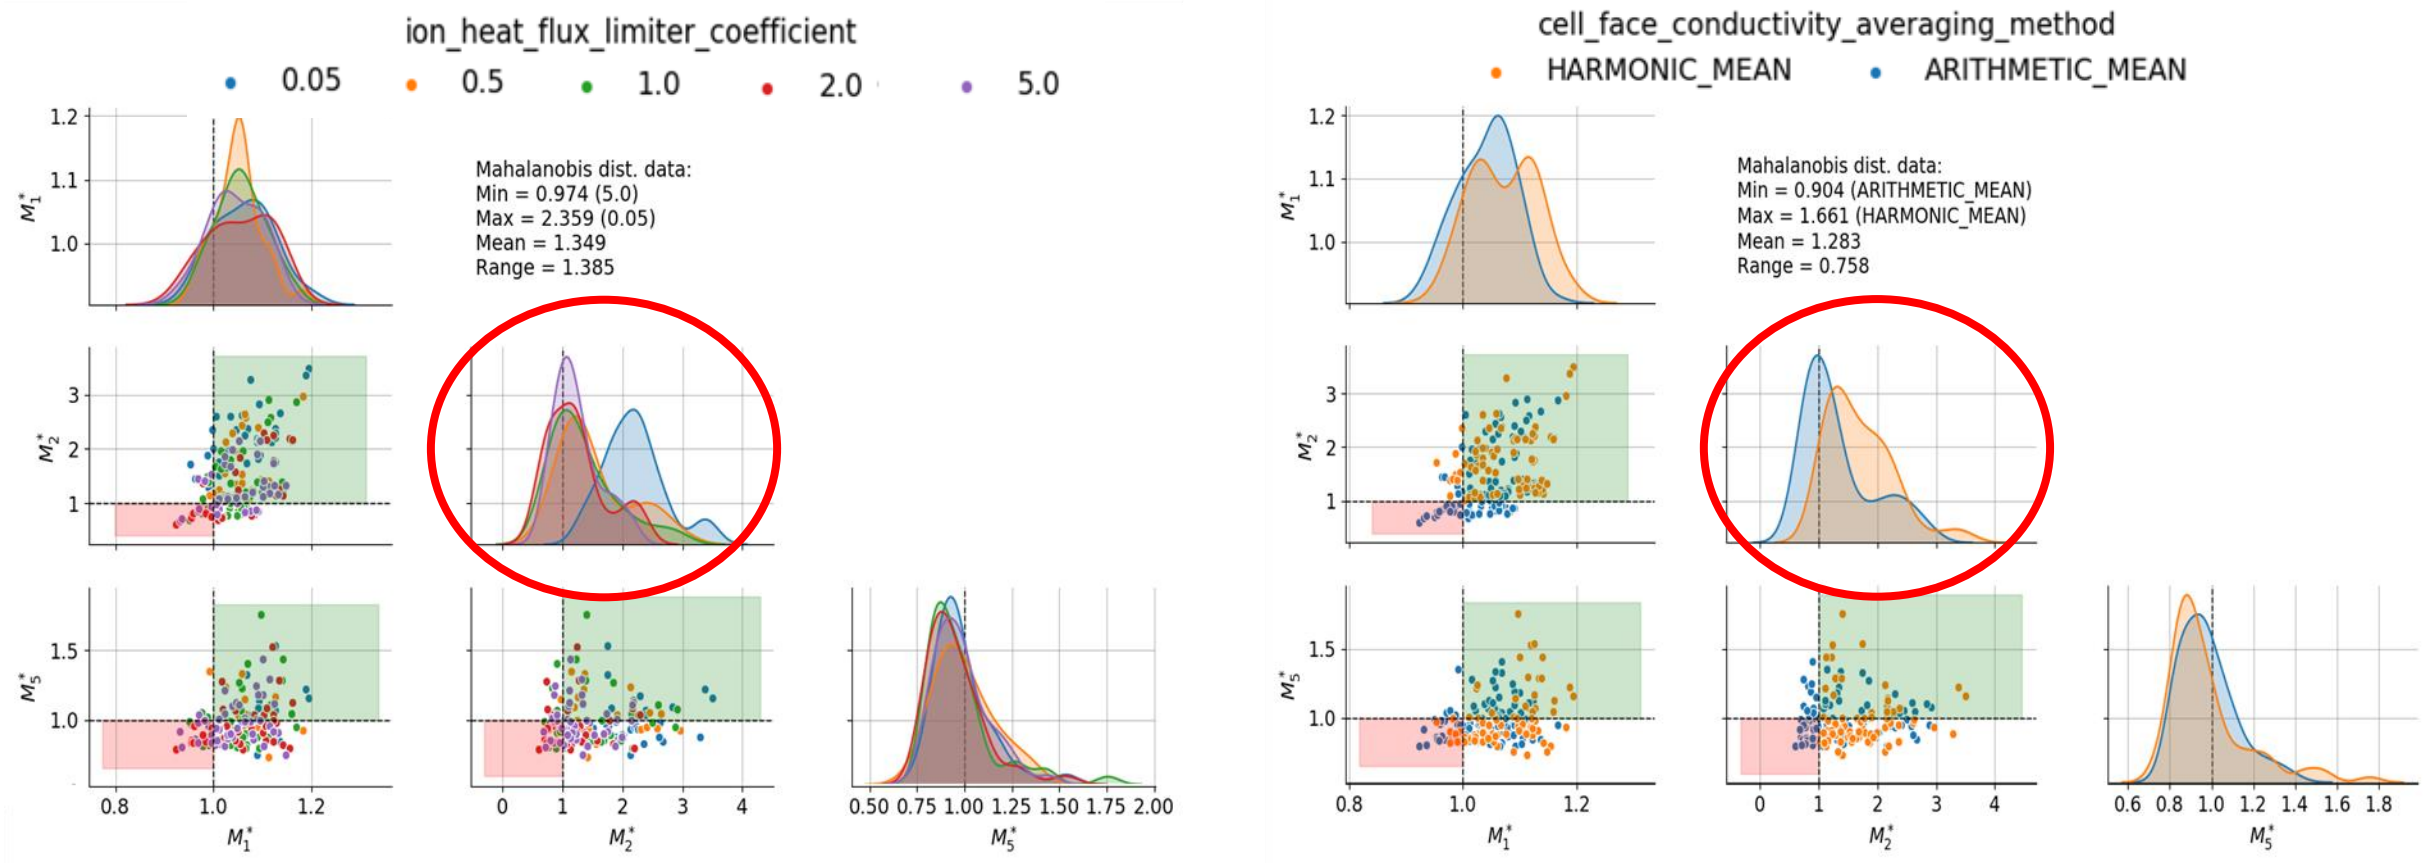 ion_heat_flux_limiter_coefficient
0.05 0.5 1.0 2.0 5.0
1.2
1.1
1.0
M₁*
Mahalanobis dist. data:
Min = 0.974 (5.0)
Max = 2.359 (0.05)
Mean = 1.349
Range = 1.385
3
2
1
M₂*
1.5
1.0
M₅*
0.8 1.0 1.2
M₁*
0 1 2 3 4
M₂*
0.50 0.75 1.00 1.25 1.50 1.75 2.00
M₅*
cell_face_conductivity_averaging_method
HARMONIC_MEAN ARITHMETIC_MEAN
1.2
1.1
1.0
M₁*
Mahalanobis dist. data:
Min = 0.904 (ARITHMETIC_MEAN)
Max = 1.661 (HARMONIC_MEAN)
Mean = 1.283
Range = 0.758
3
2
1
M₂*
1.5
1.0
M₅*
0.8 1.0 1.2
M₁*
0 1 2 3 4
M₂*
0.6 0.8 1.0 1.2 1.4 1.6 1.8
M₅*